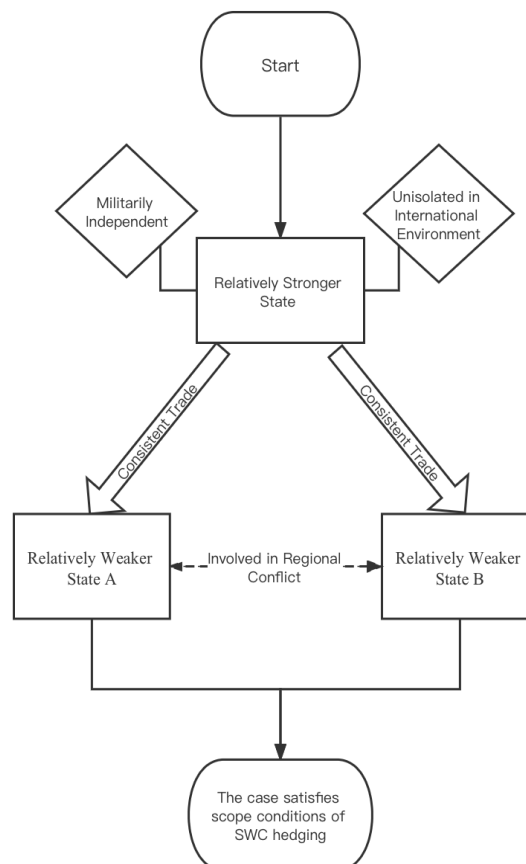 Start
Militarily
Independent
Unisolated in
International
Environment
Relatively Stronger
State
Consistent Trade
Consistent Trade
Relatively Weaker
State A
Involved in Regional
Conflict
Relatively Weaker
State B
The case satisfies
scope conditions of
SWC hedging